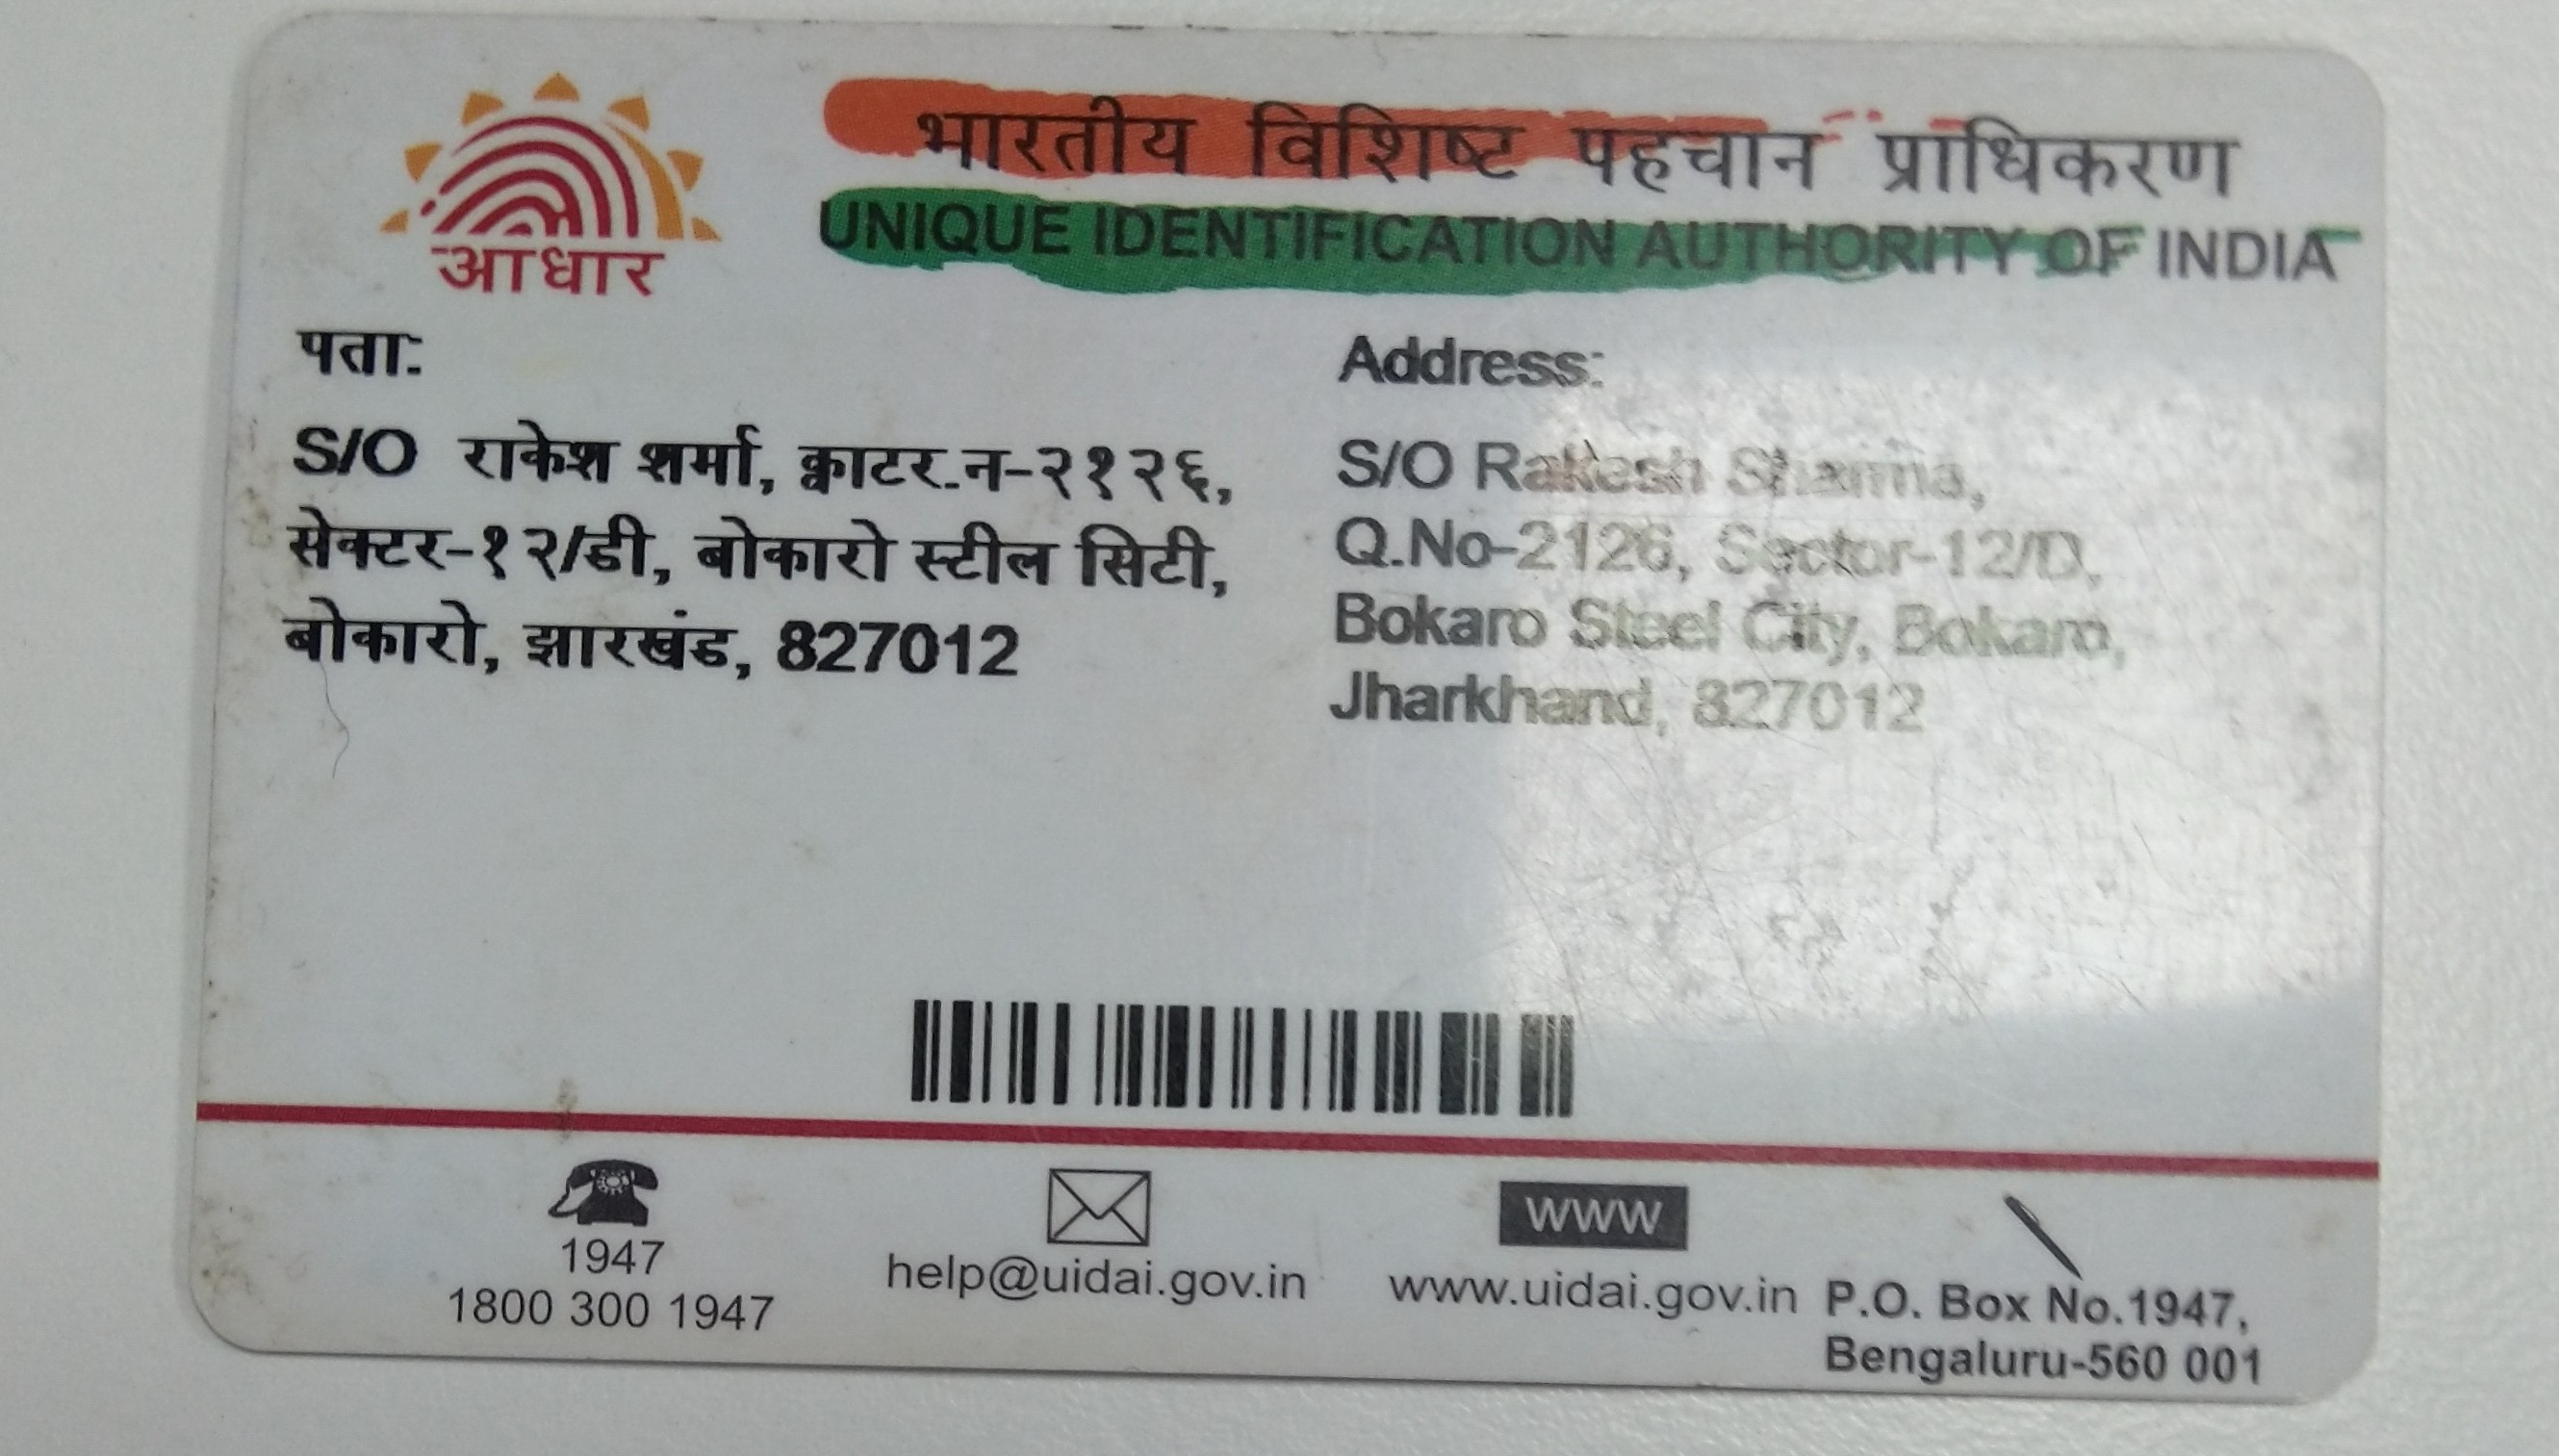 आधार
भारतीय विशिष्ट पहचान प्राधिकरण
UNIQUE IDENTIFICATION AUTHORITY OF INDIA
पता:
S/O राकेश शर्मा, क्वाटर.न-२१२६,
सेक्टर-१२/डी, बोकारो स्टील सिटी,
बोकारो, झारखंड, 827012
Address:
S/O Rakesh Sharma,
Q.No-2126, Sector-12/D,
Bokaro Steel City, Bokaro,
Jharkhand, 827012
1947
1800 300 1947
help@uidai.gov.in
WWW
www.uidai.gov.in
P.O. Box No.1947,
Bengaluru-560 001